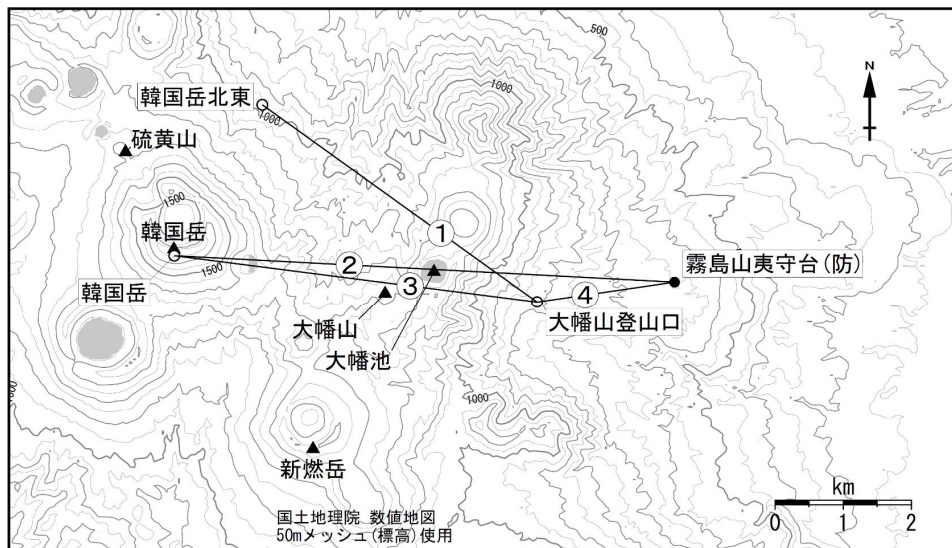 500
N
韓国岳北東
1000
1000
硫黄山
1500
韓国岳
①
1500
②
③
④
霧島山夷守台(防)
韓国岳
大幡山
大幡山登山口
大幡池
1000
新燃岳
km
0 1 2
国土地理院 数値地図
50mメッシュ(標高)使用